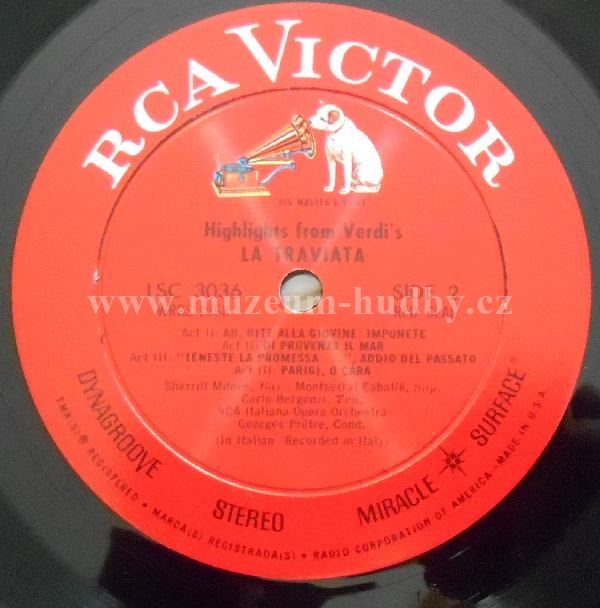 RCA VICTOR
"HIS MASTER'S VOICE"
Highlights from Verdi's
LA TRAVIATA
LSC 3036 SIDE 2
www.muzeum-hudby.cz
Act II: AH, DITE ALLA GIOVINE; IMPONETE
Act II: DI PROVENZA IL MAR
Act III: "TENESTE LA PROMESSA . . ."; ADDIO DEL PASSATO
Act III: PARIGI, O CARA
Sherrill Milnes, Bar., Montserrat Caballé, Sop.
Carlo Bergonzi, Ten.
RCA Italiana Opera Orchestra
Georges Prêtre, Cond.
(In Italian - Recorded in Italy)
DYNAGROOVE STEREO MIRACLE SURFACE®
TMK(S)® REGISTERED • MARCA(S) REGISTRADA(S) • RADIO CORPORATION OF AMERICA—MADE IN U.S.A.